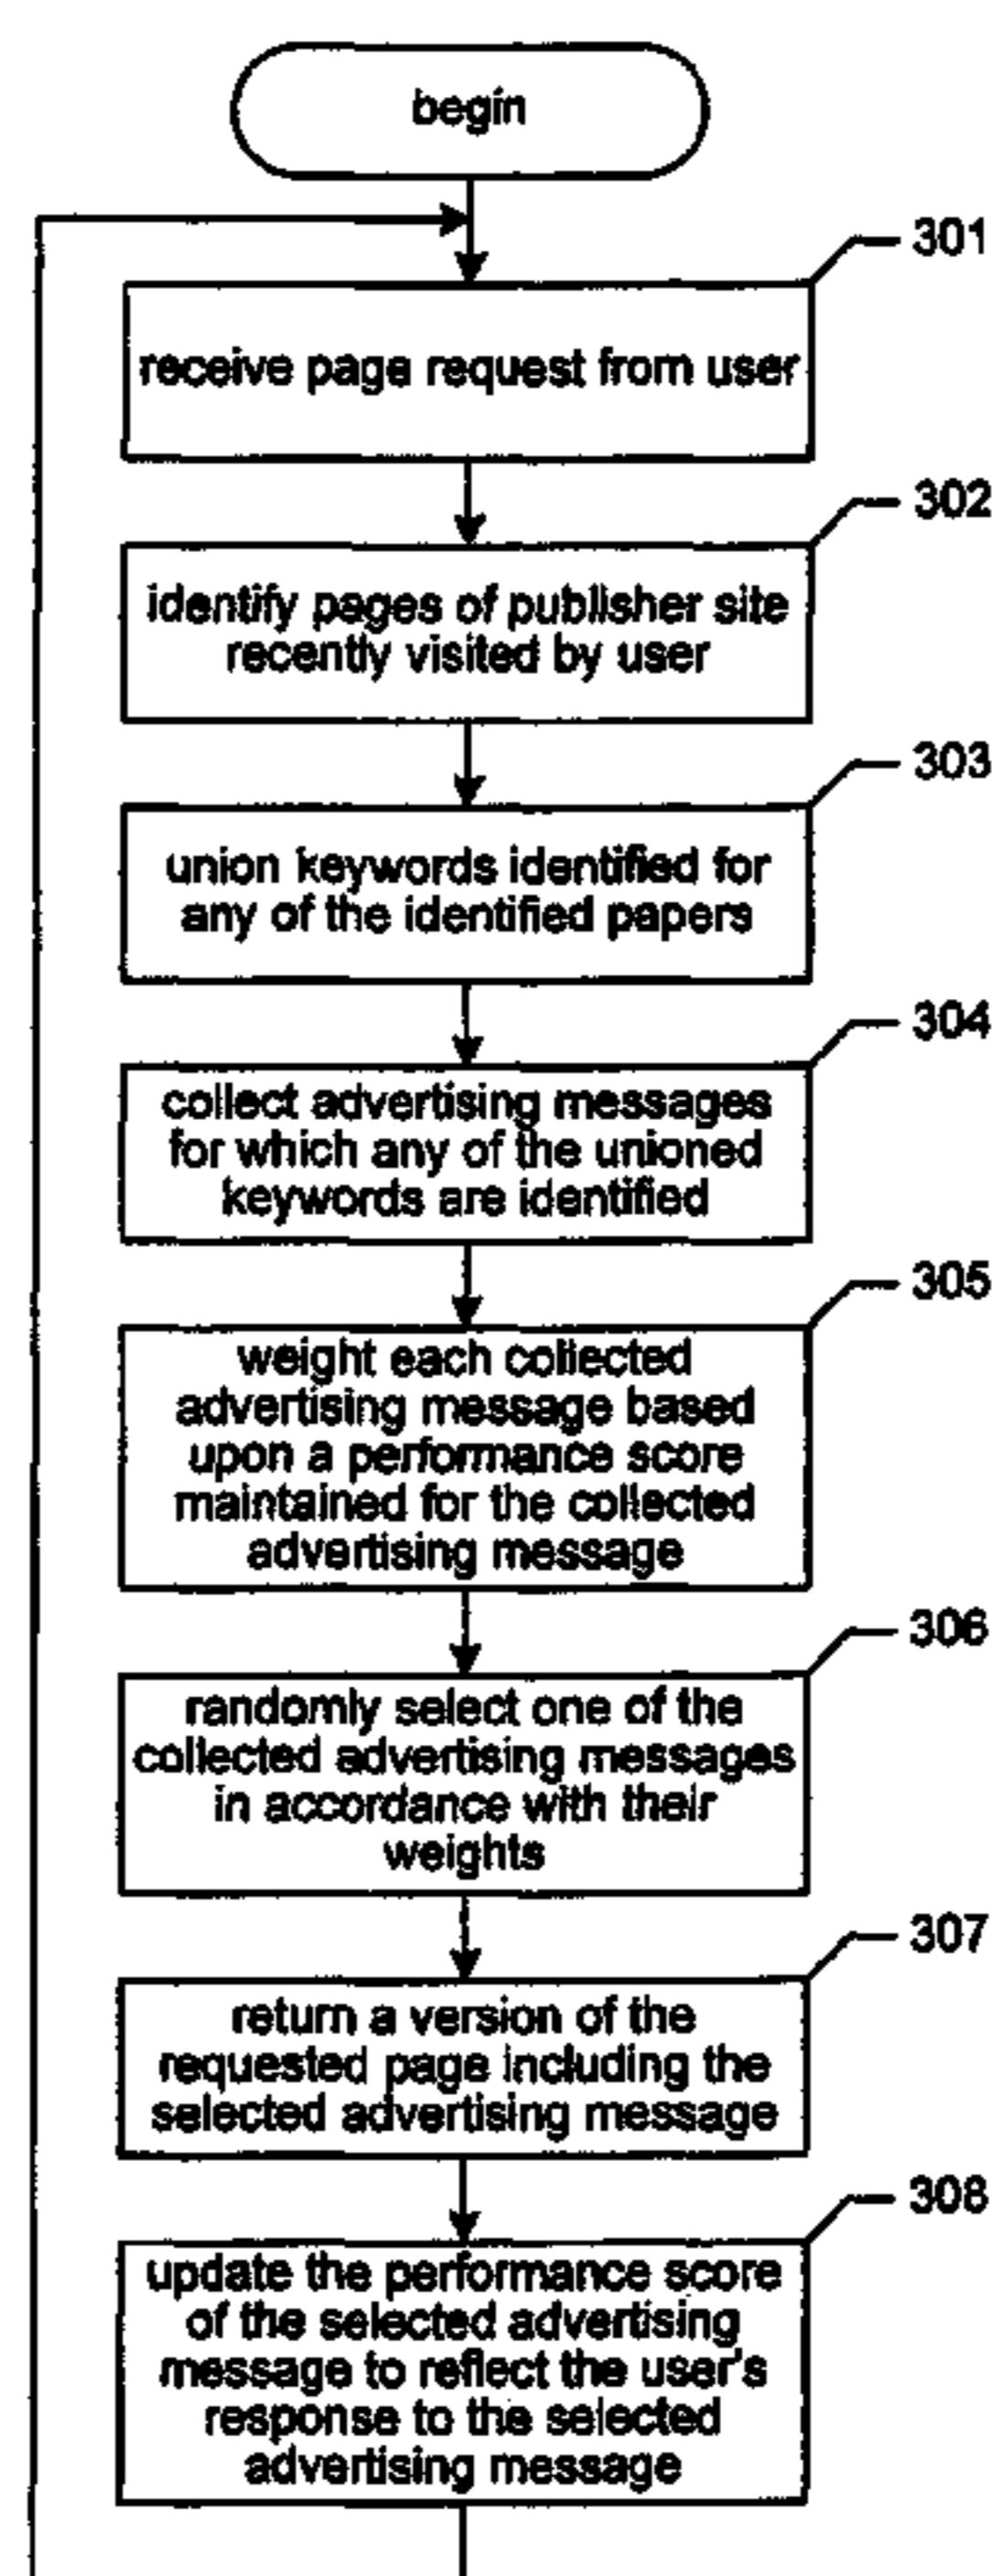 begin
301
receive page request from user
302
identify pages of publisher site
recently visited by user
303
union keywords identified for
any of the identified papers
304
collect advertising messages
for which any of the unioned
keywords are identified
305
weight each collected
advertising message based
upon a performance score
maintained for the collected
advertising message
306
randomly select one of the
collected advertising messages
in accordance with their
weights
307
return a version of the
requested page including the
selected advertising message
308
update the performance score
of the selected advertising
message to reflect the user's
response to the selected
advertising message